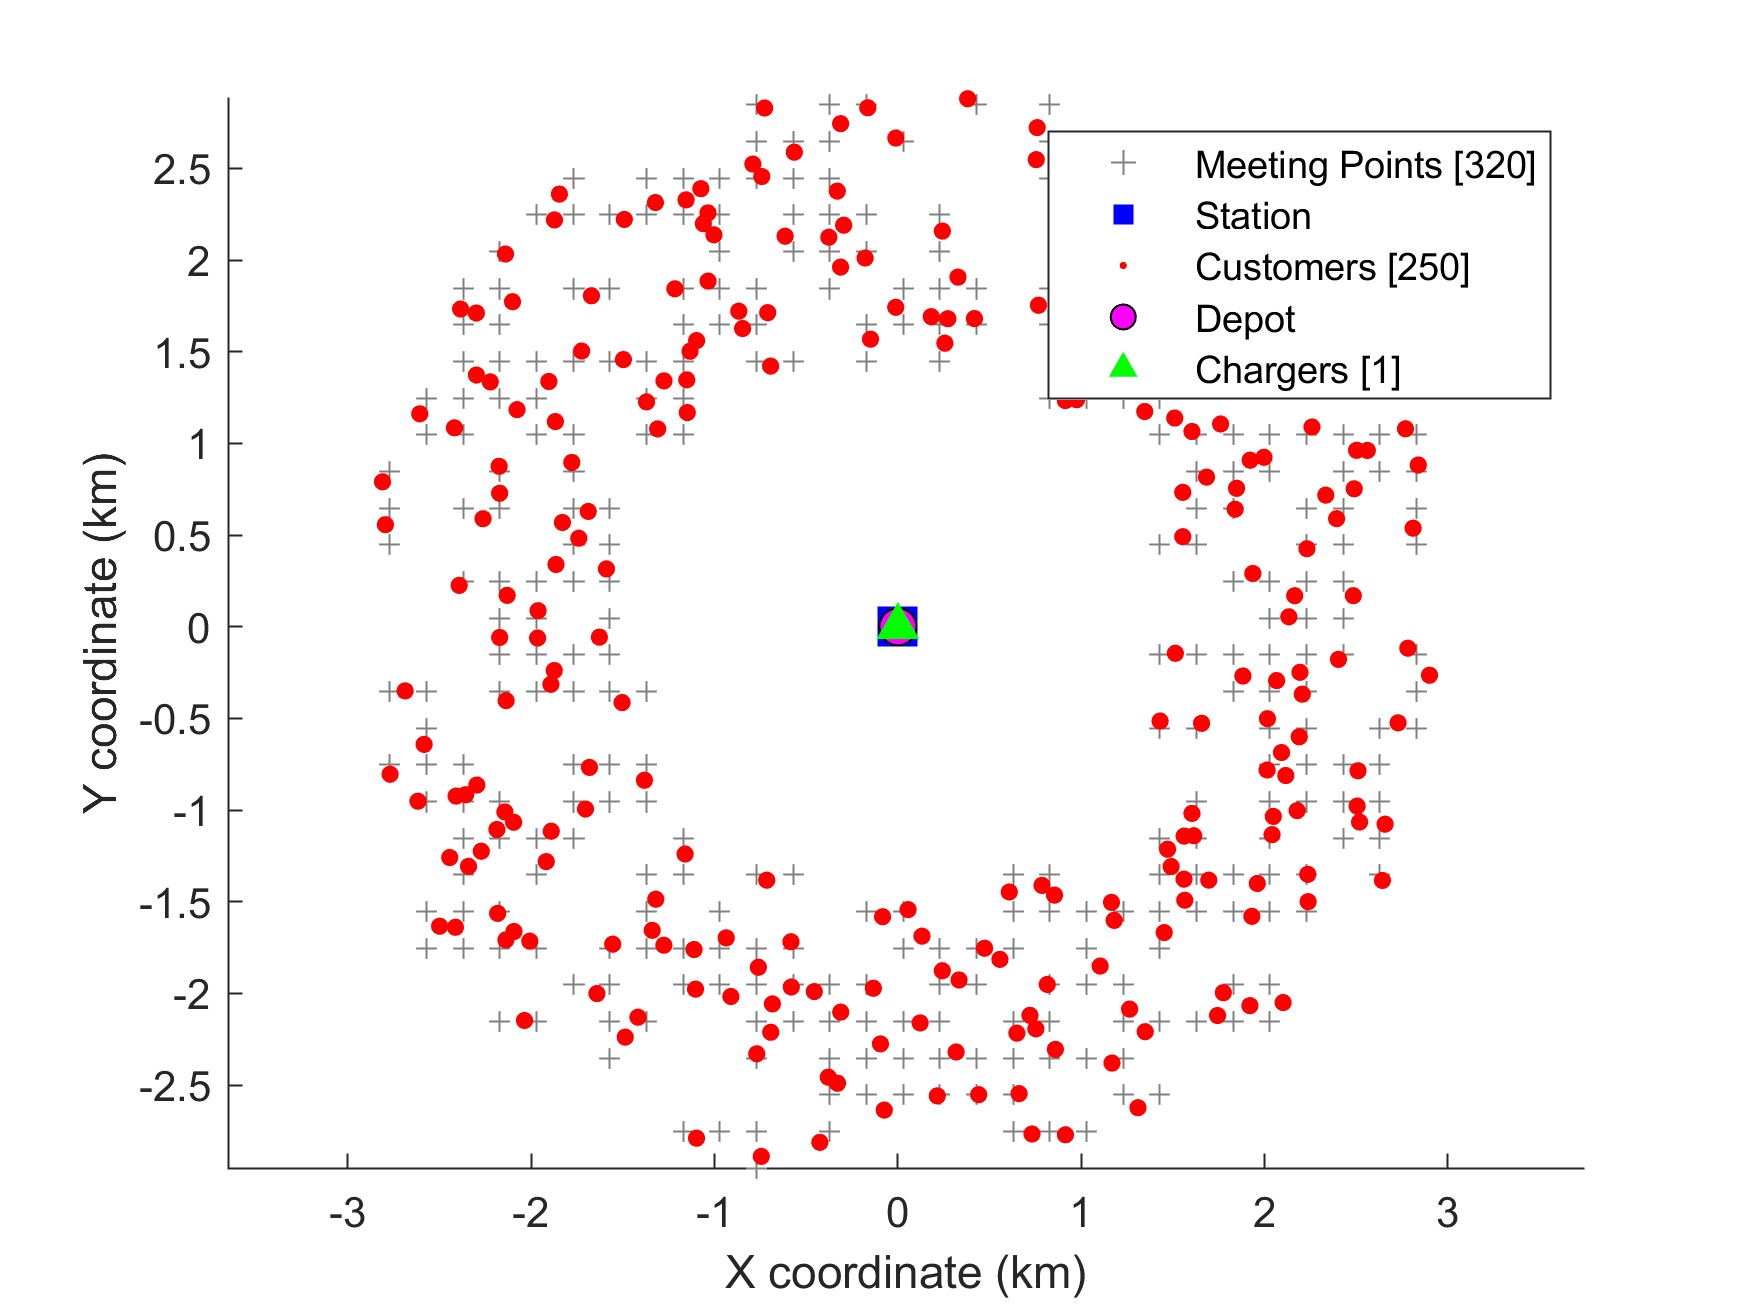 Meeting Points [320]
Station
Customers [250]
Depot
Chargers [1]
2.5
2
1.5
1
0.5
0
-0.5
-1
-1.5
-2
-2.5
Y coordinate (km)
-3 -2 -1 0 1 2 3
X coordinate (km)